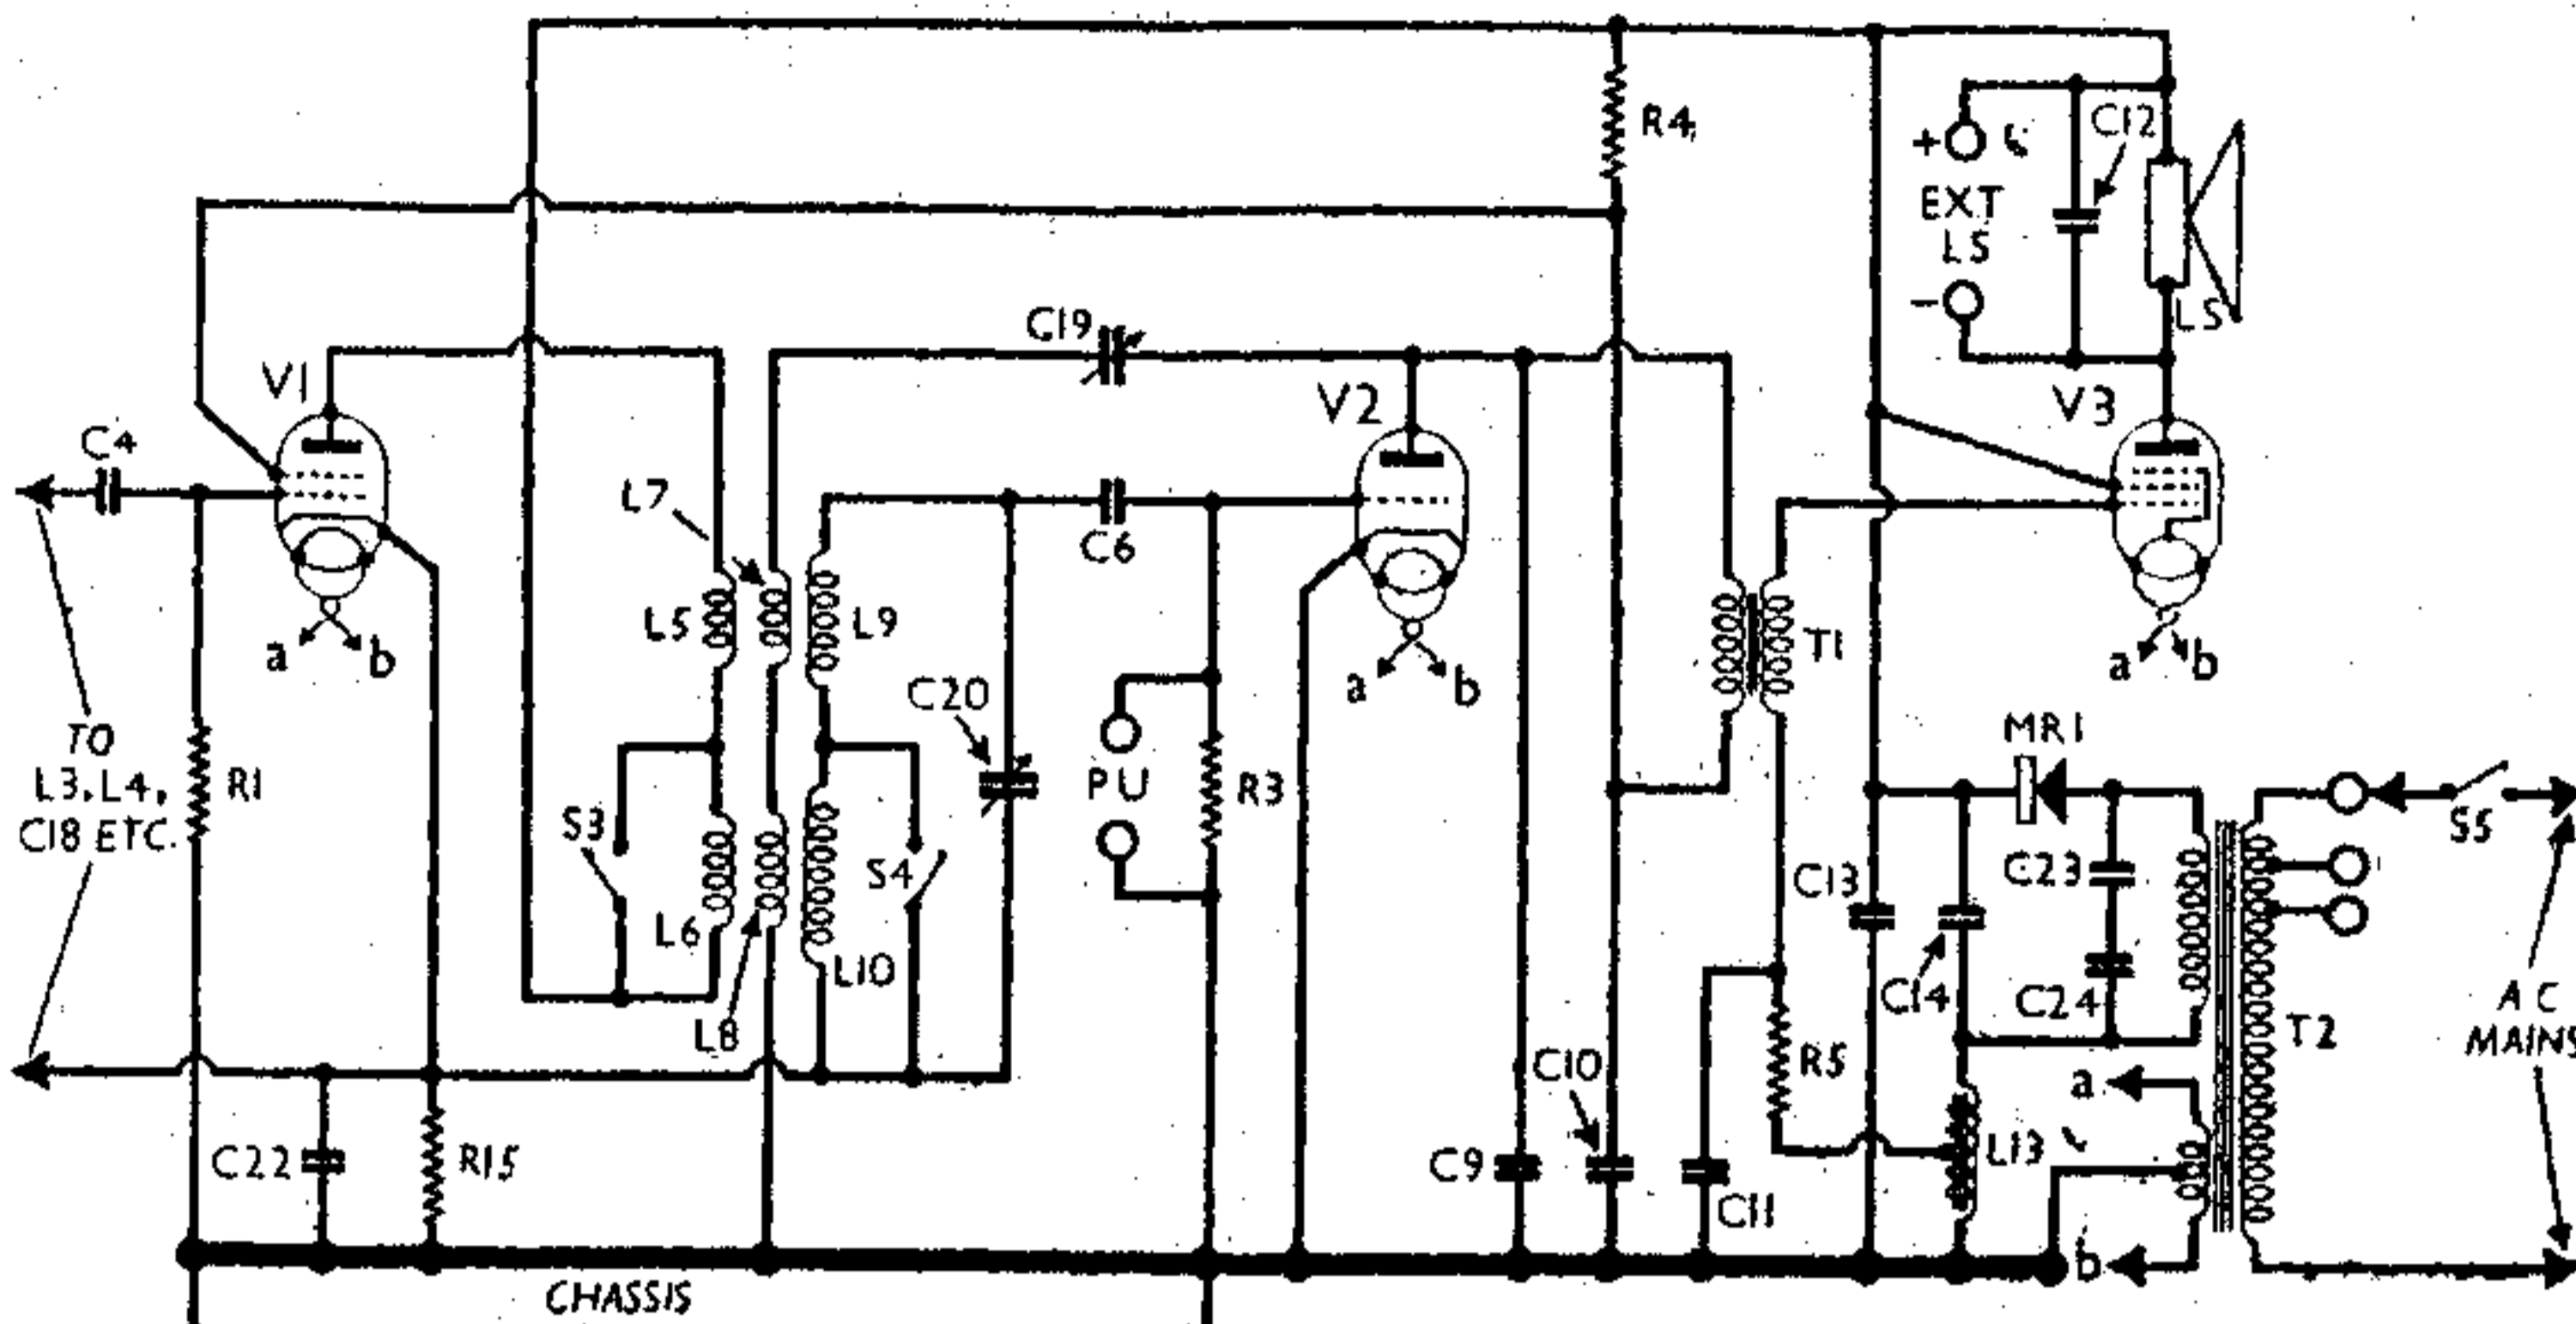 R4
+
C12
EXT
LS
-
LS
C19
V1
V2
V3
C4
L7
C6
a b
L5
L9
T1
a b
a b
TO
L3, L4,
C18 ETC.
R1
C20
PU
R3
MR1
S5
S3
S4
C13
C23
L6
L10
C14
C24
T2
A C
MAINS
L8
C10
R5
a
C22
R15
C9
C11
L13
b
CHASSIS